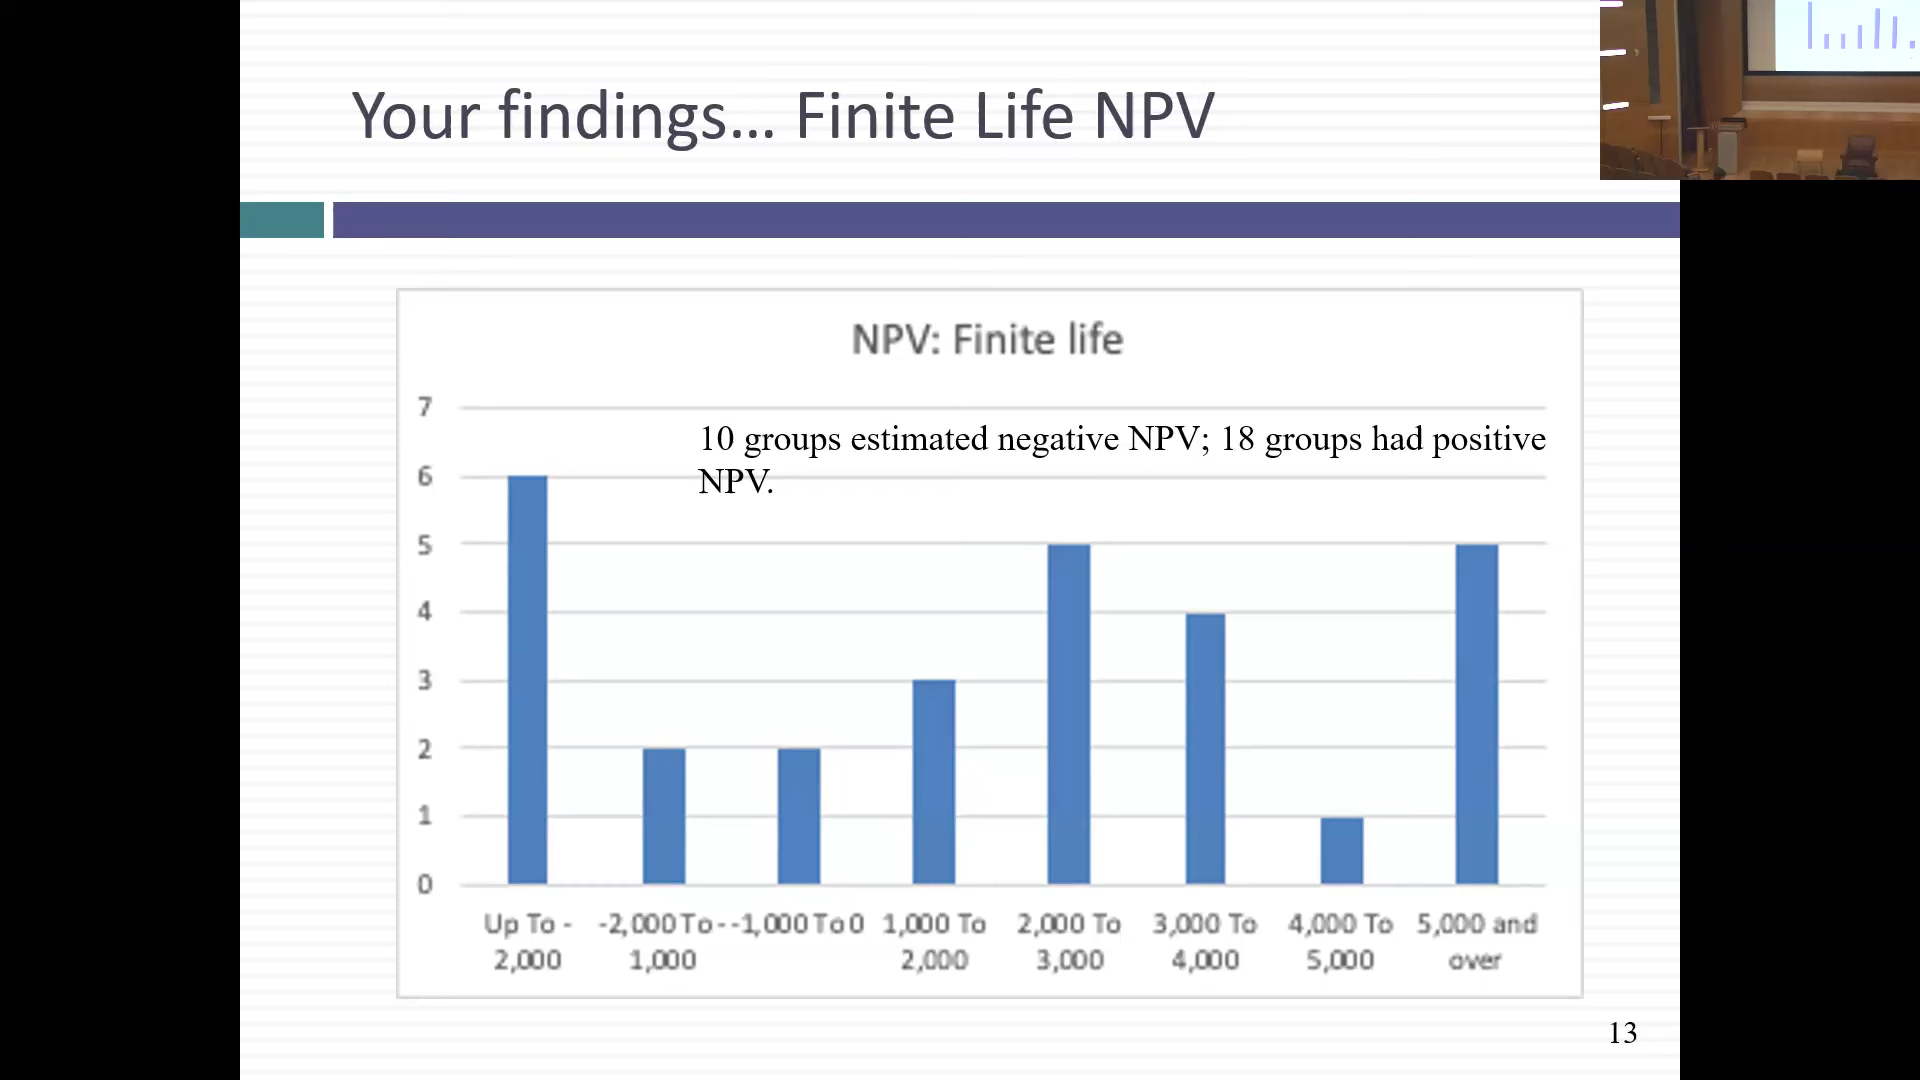 Your findings... Finite Life NPV
NPV: Finite life
7
10 groups estimated negative NPV; 18 groups had positive
NPV.
6
5
4
3
2
1
0
Up To - -2,000 To - -1,000 To 0 1,000 To 2,000 To 3,000 To 4,000 To 5,000 and
2,000 1,000 2,000 3,000 4,000 5,000 over
13